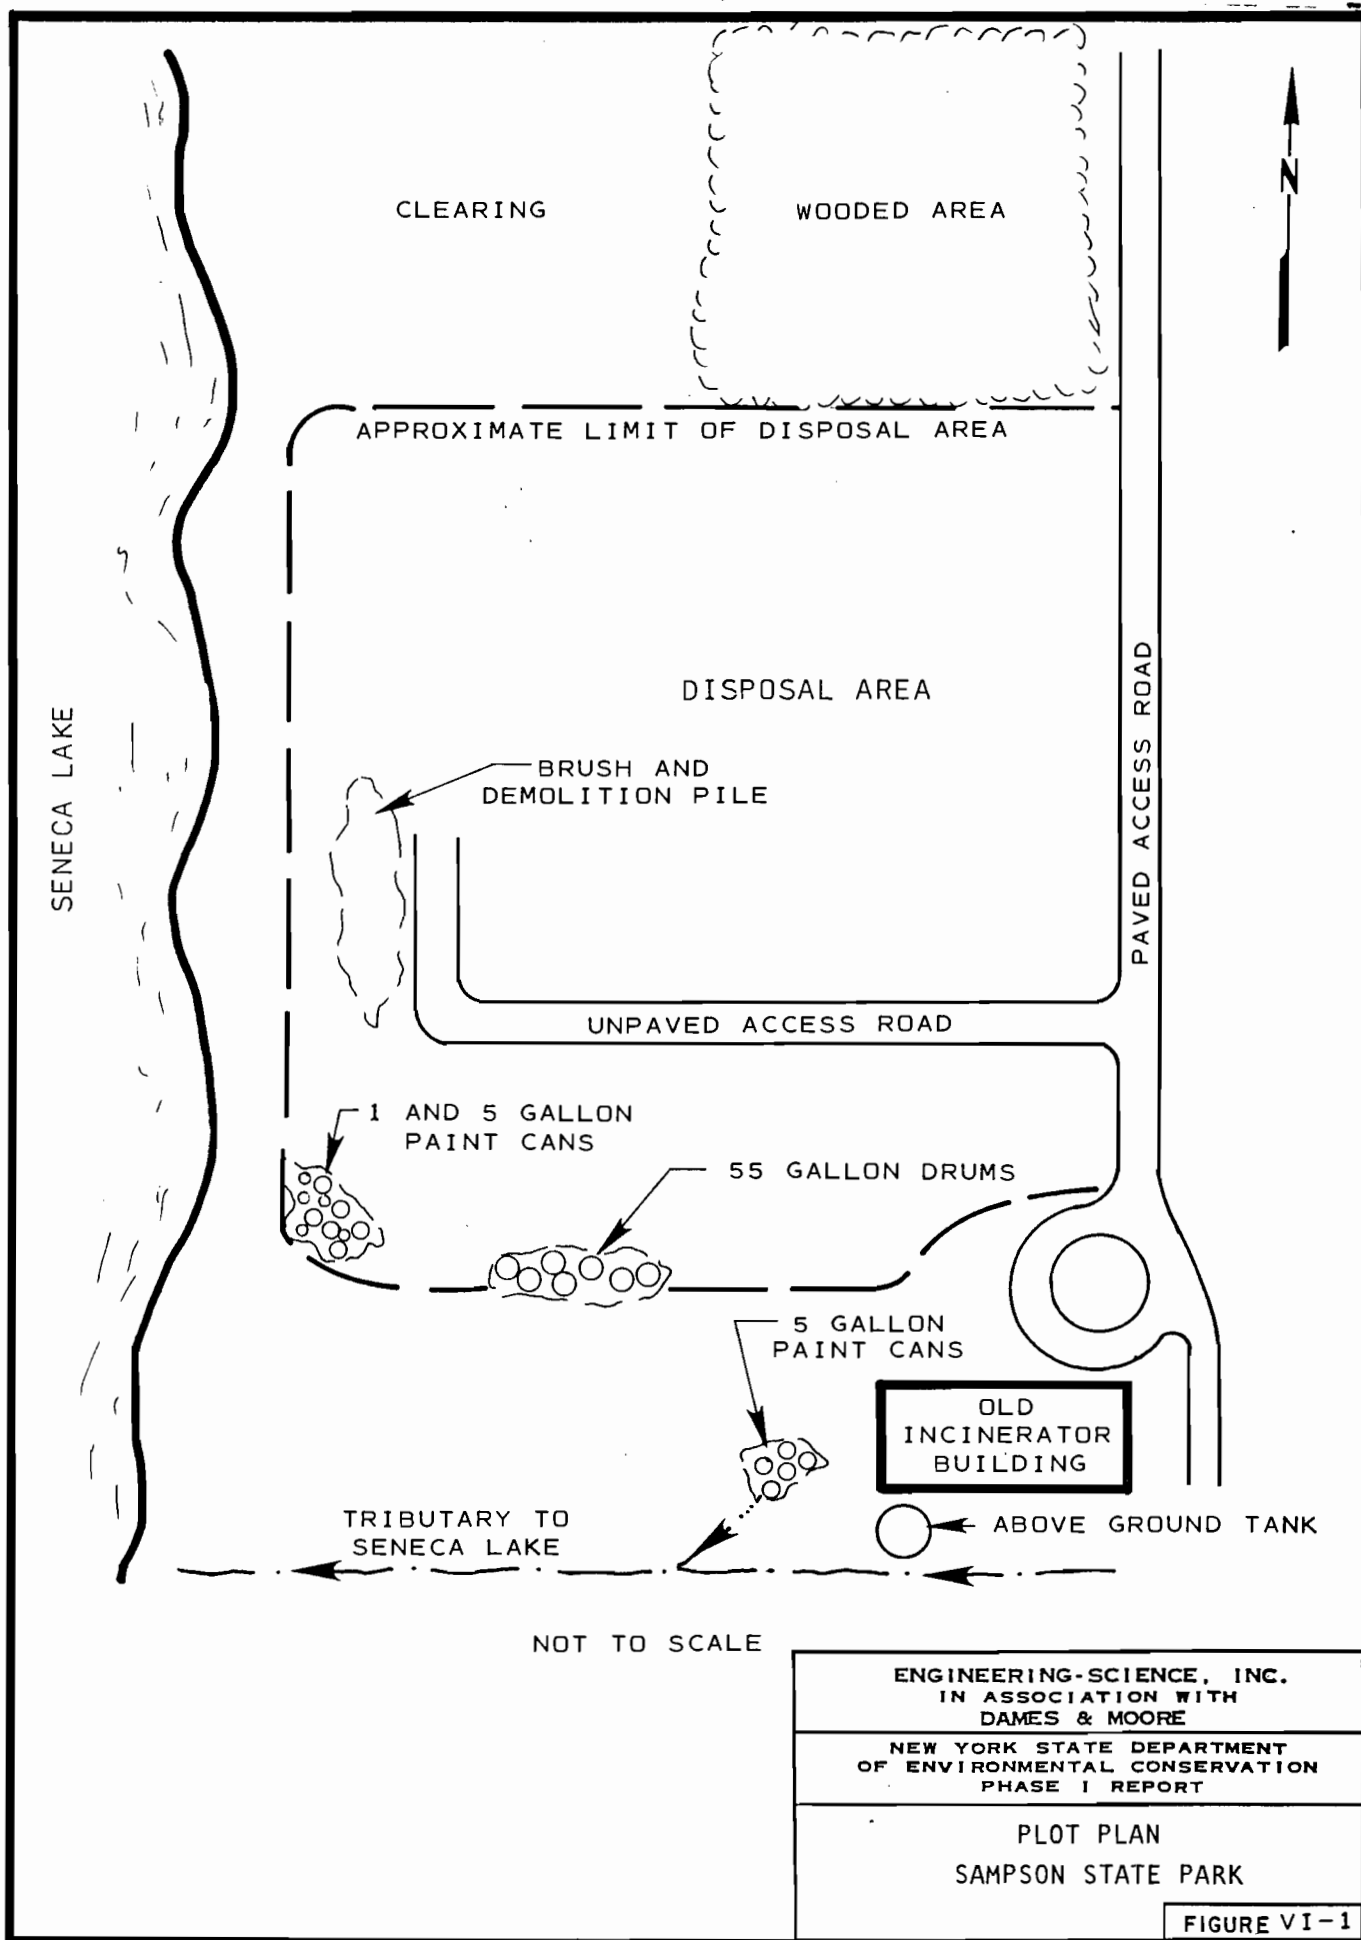 CLEARING
WOODED AREA
N
APPROXIMATE LIMIT OF DISPOSAL AREA
DISPOSAL AREA
PAVED ACCESS ROAD
SENECA LAKE
BRUSH AND
DEMOLITION PILE
UNPAVED ACCESS ROAD
1 AND 5 GALLON
PAINT CANS
55 GALLON DRUMS
5 GALLON
PAINT CANS
OLD
INCINERATOR
BUILDING
TRIBUTARY TO
SENECA LAKE
ABOVE GROUND TANK
NOT TO SCALE
ENGINEERING-SCIENCE, INC.
IN ASSOCIATION WITH
DAMES & MOORE
NEW YORK STATE DEPARTMENT
OF ENVIRONMENTAL CONSERVATION
PHASE I REPORT
PLOT PLAN
SAMPSON STATE PARK
FIGURE VI-1